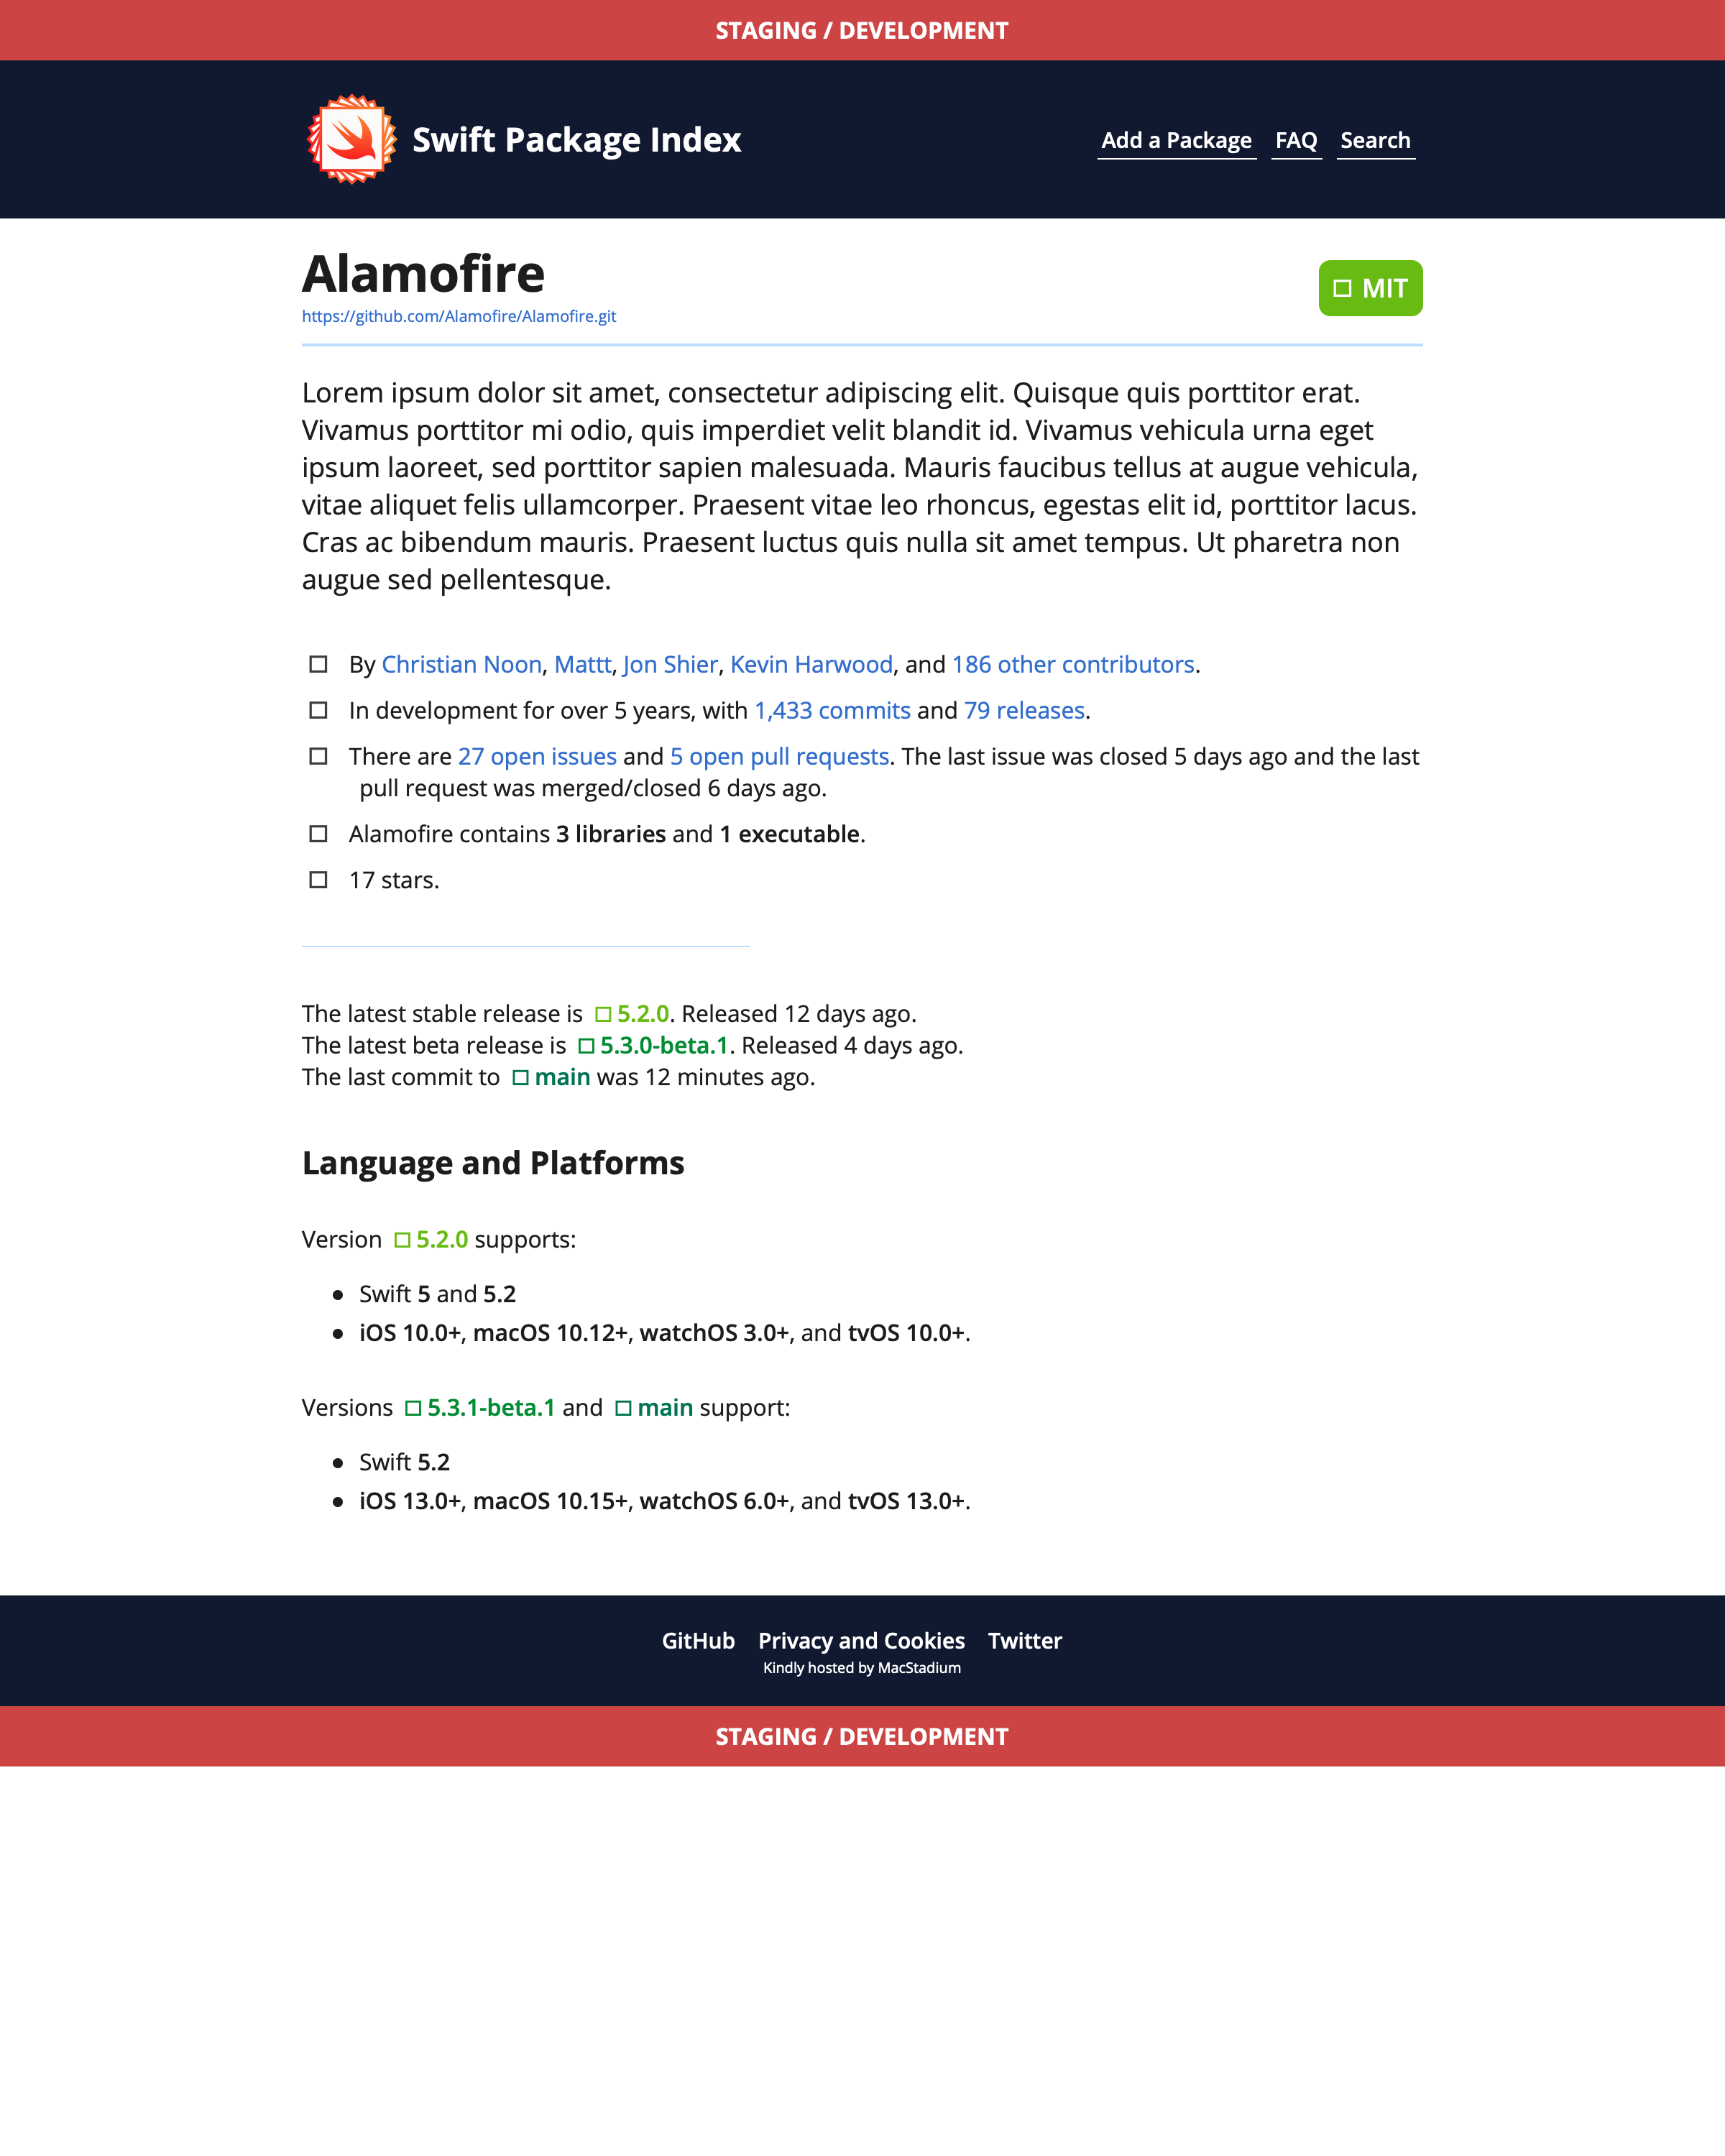 STAGING / DEVELOPMENT
Swift Package Index
Add a Package FAQ Search
Alamofire
MIT
https://github.com/Alamofire/Alamofire.git
Lorem ipsum dolor sit amet, consectetur adipiscing elit. Quisque quis porttitor erat.
Vivamus porttitor mi odio, quis imperdiet velit blandit id. Vivamus vehicula urna eget
ipsum laoreet, sed porttitor sapien malesuada. Mauris faucibus tellus at augue vehicula,
vitae aliquet felis ullamcorper. Praesent vitae leo rhoncus, egestas elit id, porttitor lacus.
Cras ac bibendum mauris. Praesent luctus quis nulla sit amet tempus. Ut pharetra non
augue sed pellentesque.
By Christian Noon, Mattt, Jon Shier, Kevin Harwood, and 186 other contributors.
In development for over 5 years, with 1,433 commits and 79 releases.
There are 27 open issues and 5 open pull requests. The last issue was closed 5 days ago and the last
pull request was merged/closed 6 days ago.
Alamofire contains 3 libraries and 1 executable.
17 stars.
The latest stable release is 5.2.0. Released 12 days ago.
The latest beta release is 5.3.0-beta.1. Released 4 days ago.
The last commit to main was 12 minutes ago.
Language and Platforms
Version 5.2.0 supports:
Swift 5 and 5.2
iOS 10.0+, macOS 10.12+, watchOS 3.0+, and tvOS 10.0+.
Versions 5.3.1-beta.1 and main support:
Swift 5.2
iOS 13.0+, macOS 10.15+, watchOS 6.0+, and tvOS 13.0+.
GitHub Privacy and Cookies Twitter
Kindly hosted by MacStadium
STAGING / DEVELOPMENT